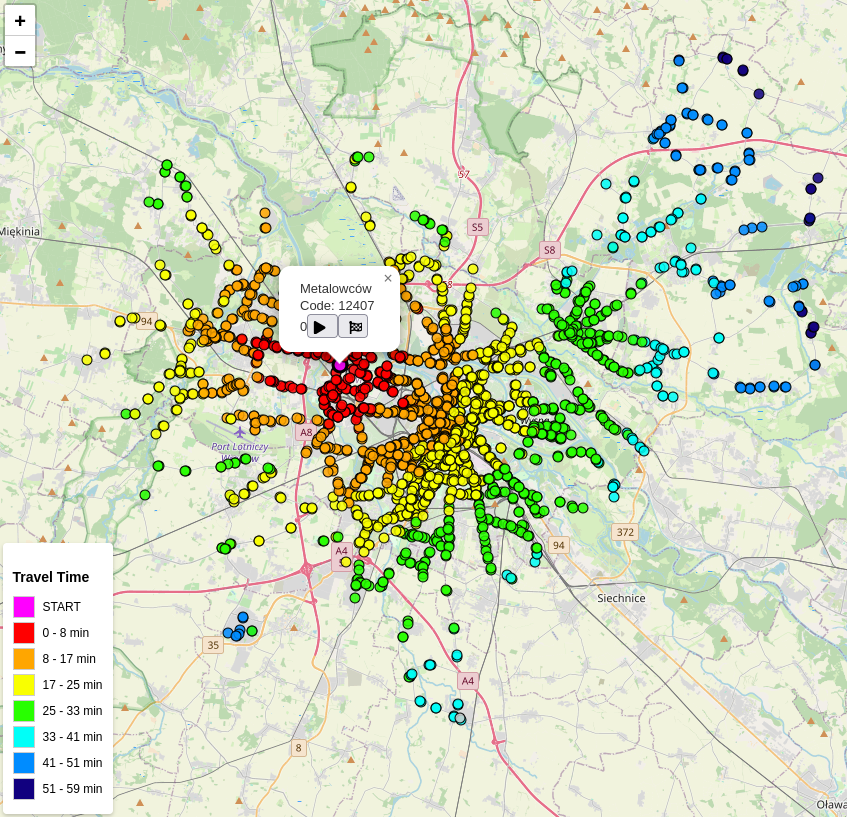 +
−
57
S5
S8
Miękinia
Metalowców
×
Code: 12407
0
8
94
A8
Port Lotniczy
372
94
A4
Travel Time
START
0 - 8 min
8 - 17 min
17 - 25 min
25 - 33 min
33 - 41 min
41 - 51 min
51 - 59 min
Siechnice
35
A4
8
Oława